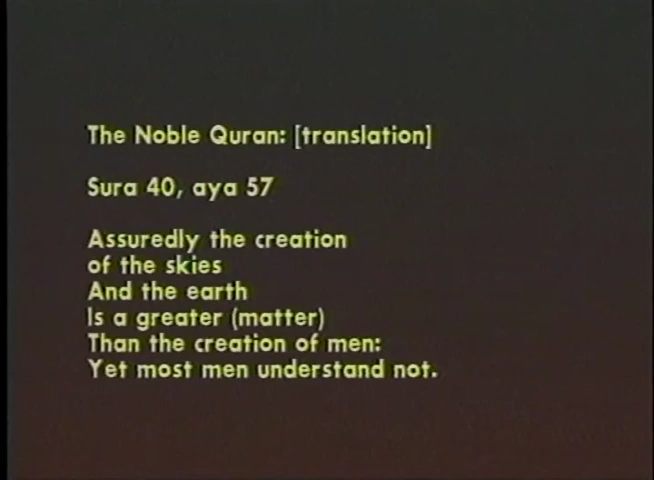 The Noble Quran: [translation]
Sura 40, aya 57
Assuredly the creation
of the skies
And the earth
Is a greater (matter)
Than the creation of men:
Yet most men understand not.